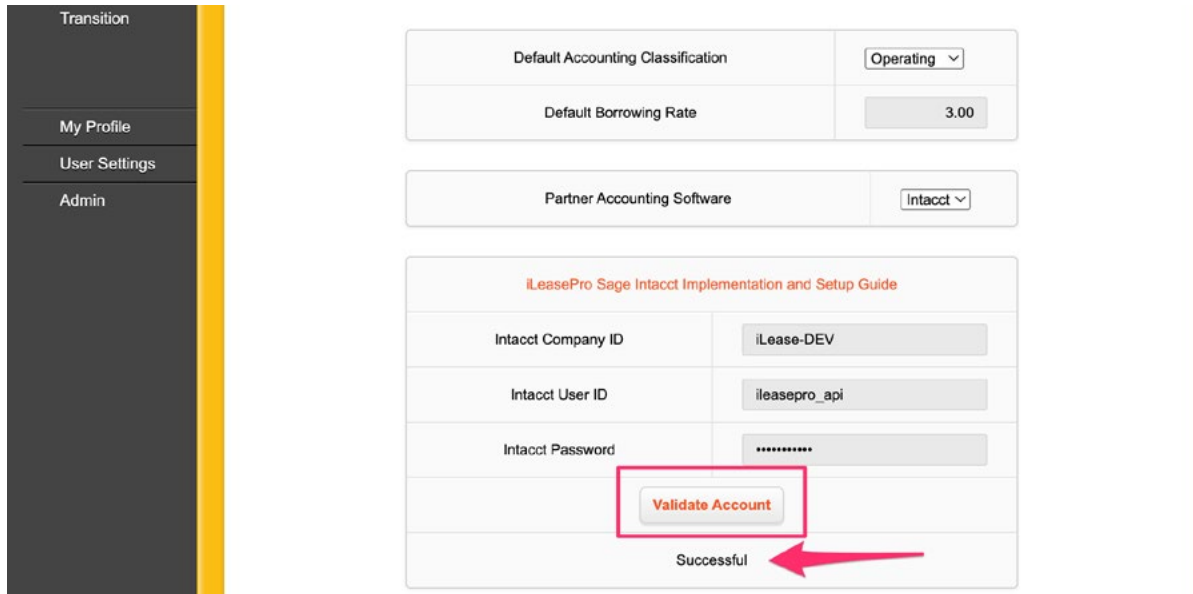 Transition
My Profile
User Settings
Admin
Default Accounting Classification
Operating
Default Borrowing Rate
3.00
Partner Accounting Software
Intacct
iLeasePro Sage Intacct Implementation and Setup Guide
Intacct Company ID
iLease-DEV
Intacct User ID
ileasepro_api
Intacct Password
•••••••••••
Validate Account
Successful